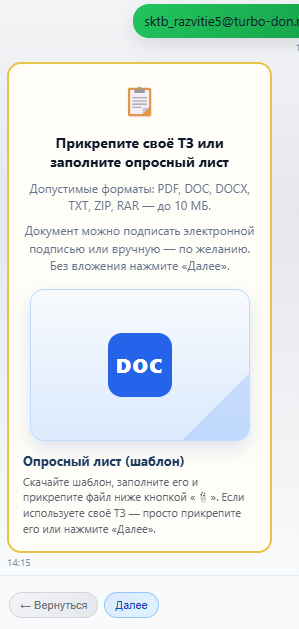 sktb_razvitie5@turbo-don.
Прикрепите своё ТЗ или
заполните опросный лист
Допустимые форматы: PDF, DOC, DOCX,
TXT, ZIP, RAR — до 10 МБ.
Документ можно подписать электронной
подписью или вручную — по желанию.
Без вложения нажмите «Далее».
DOC
Опросный лист (шаблон)
Скачайте шаблон, заполните его и
прикрепите файл ниже кнопкой « 📎 ». Если
используете своё ТЗ — просто прикрепите
его или нажмите «Далее».
14:15
← Вернуться
Далее